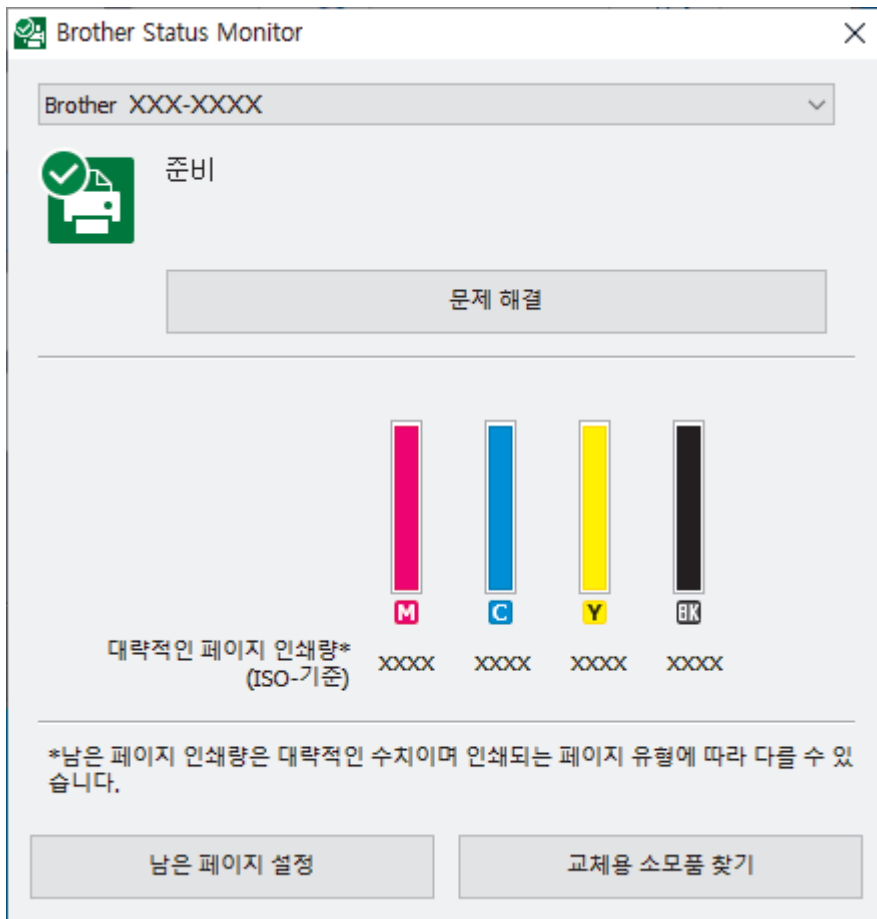 Brother Status Monitor
Brother XXX-XXXX
준비
문제 해결
M C Y BK
대략적인 페이지 인쇄량* XXXX XXXX XXXX XXXX
(ISO-기준)
*남은 페이지 인쇄량은 대략적인 수치이며 인쇄되는 페이지 유형에 따라 다를 수 있
습니다.
남은 페이지 설정 교체용 소모품 찾기